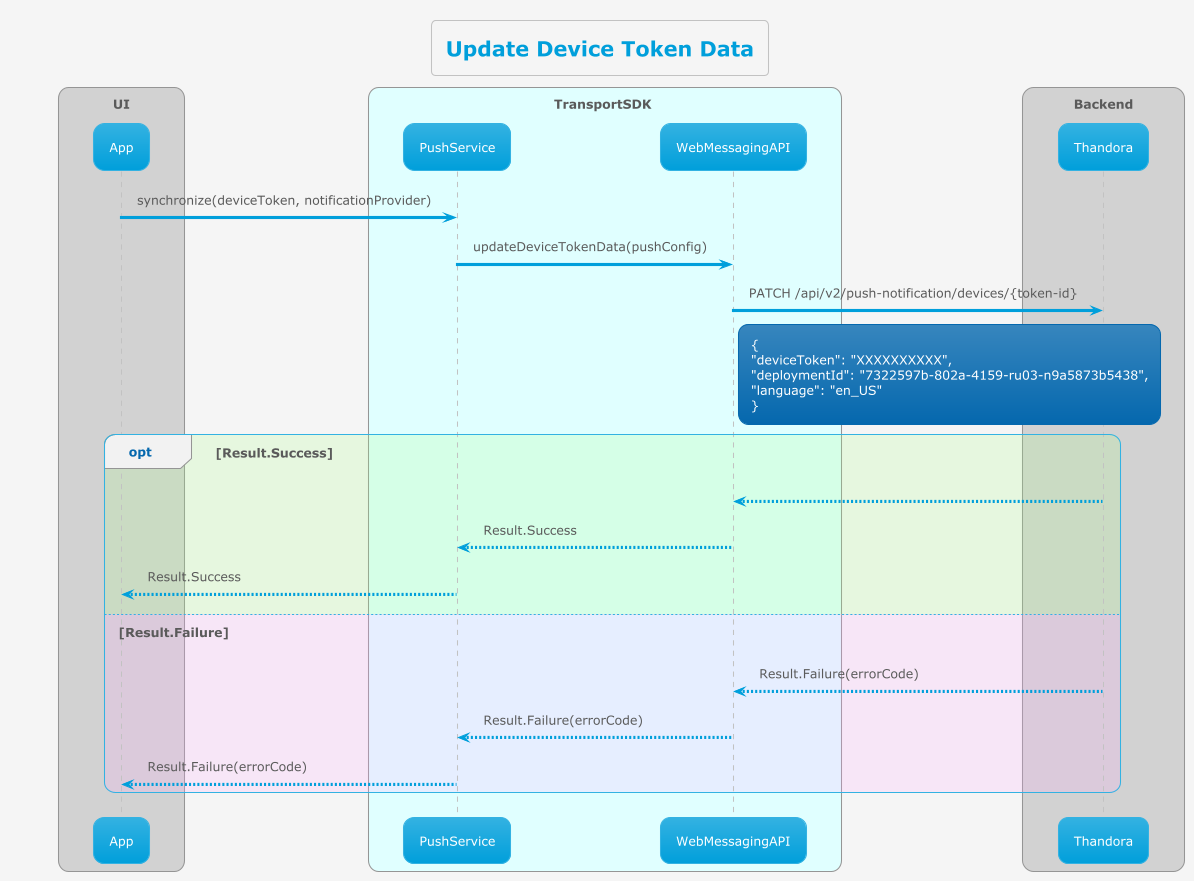 Update Device Token Data
UI
TransportSDK
Backend
App
PushService
WebMessagingAPI
Thandora
synchronize(deviceToken, notificationProvider)
updateDeviceTokenData(pushConfig)
PATCH /api/v2/push-notification/devices/{token-id}
{
"deviceToken": "XXXXXXXXXX",
"deploymentId": "7322597b-802a-4159-ru03-n9a5873b5438",
"language": "en_US"
}
opt
[Result.Success]
Result.Success
Result.Success
[Result.Failure]
Result.Failure(errorCode)
Result.Failure(errorCode)
Result.Failure(errorCode)
App
PushService
WebMessagingAPI
Thandora